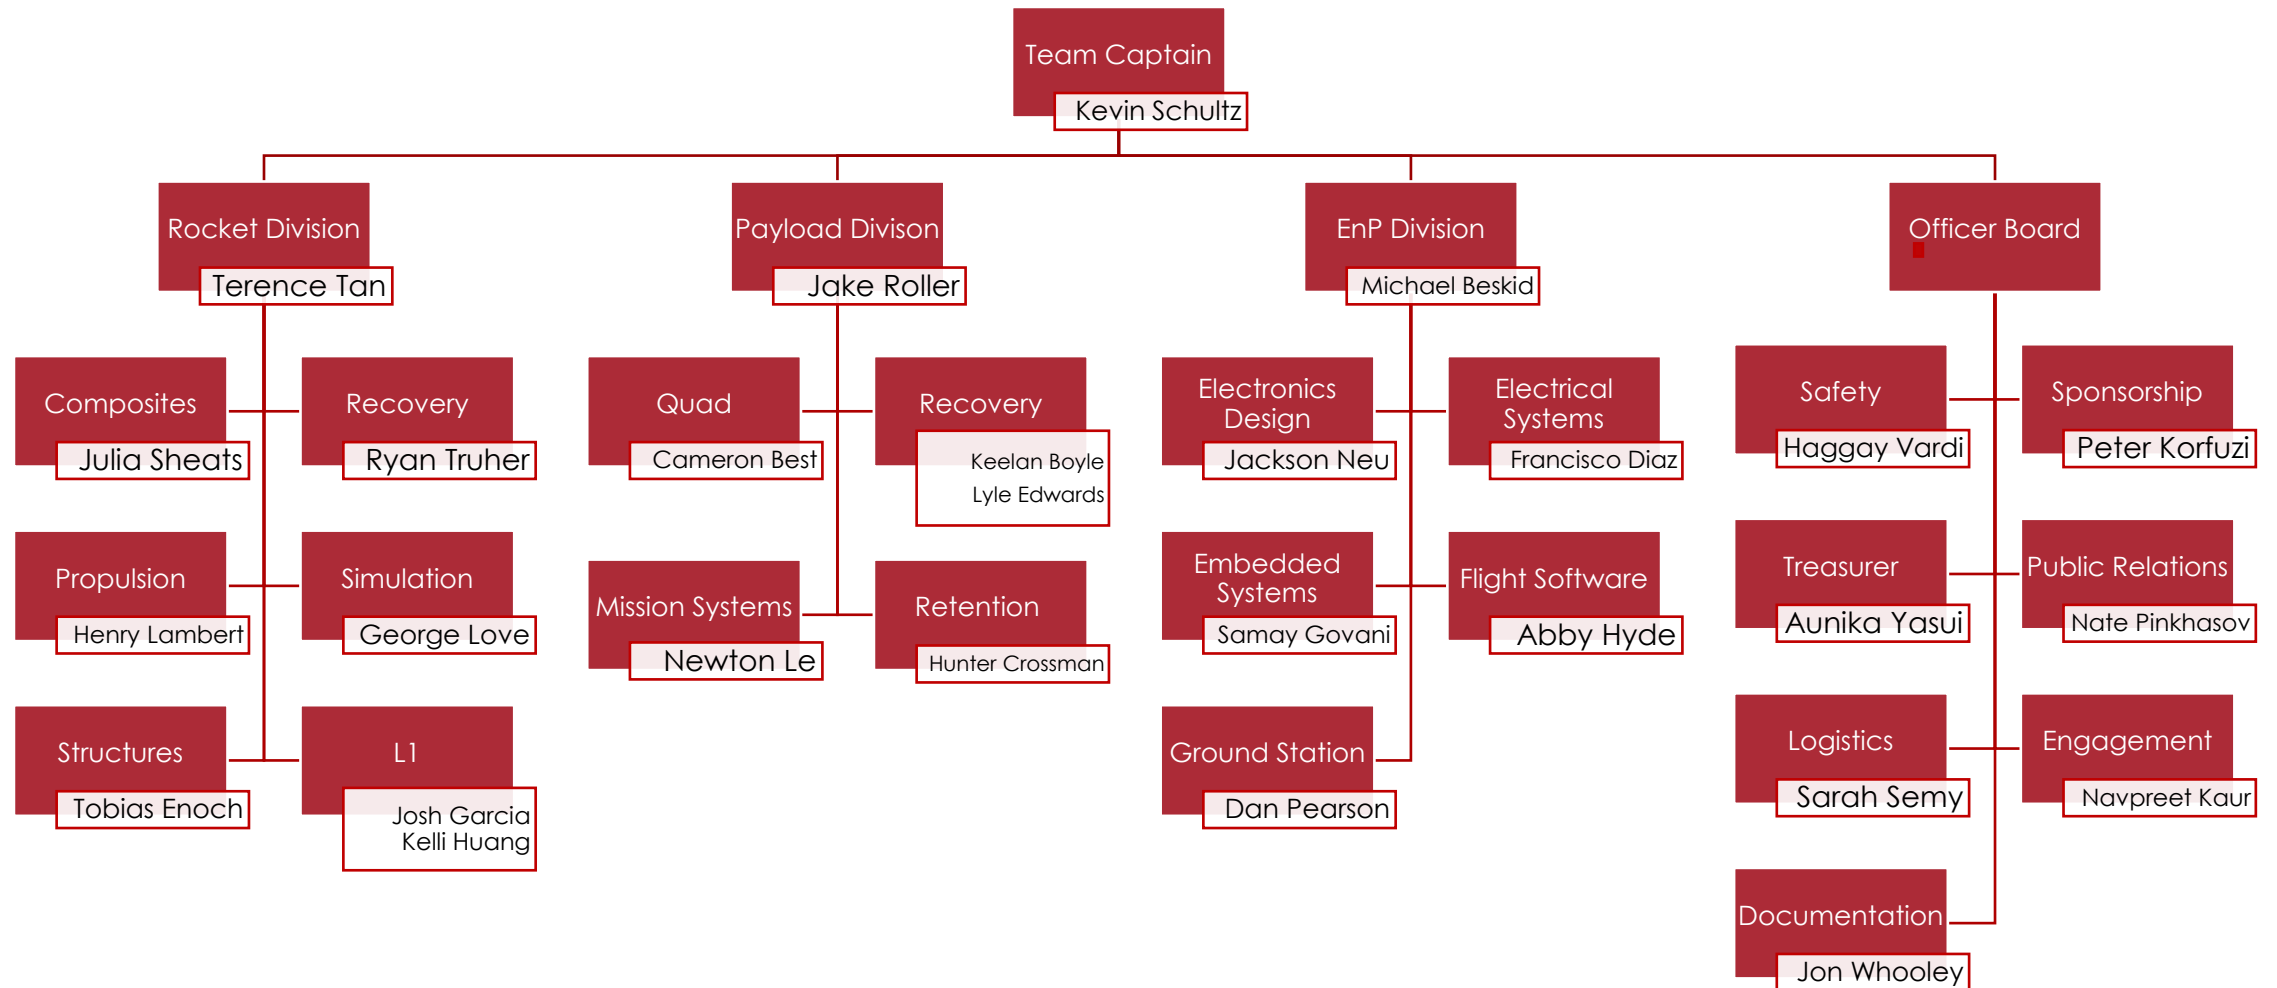 Team Captain
Kevin Schultz
Rocket Division
Terence Tan
Payload Divison
Jake Roller
EnP Division
Michael Beskid
Officer Board
Composites
Julia Sheats
Recovery
Ryan Truher
Propulsion
Henry Lambert
Simulation
George Love
Structures
Tobias Enoch
L1
Josh Garcia
Kelli Huang
Quad
Cameron Best
Recovery
Keelan Boyle
Lyle Edwards
Mission Systems
Newton Le
Retention
Hunter Crossman
Electronics
Design
Jackson Neu
Electrical
Systems
Francisco Diaz
Embedded
Systems
Samay Govani
Flight Software
Abby Hyde
Ground Station
Dan Pearson
Safety
Haggay Vardi
Sponsorship
Peter Korfuzi
Treasurer
Aunika Yasui
Public Relations
Nate Pinkhasov
Logistics
Sarah Semy
Engagement
Navpreet Kaur
Documentation
Jon Whooley